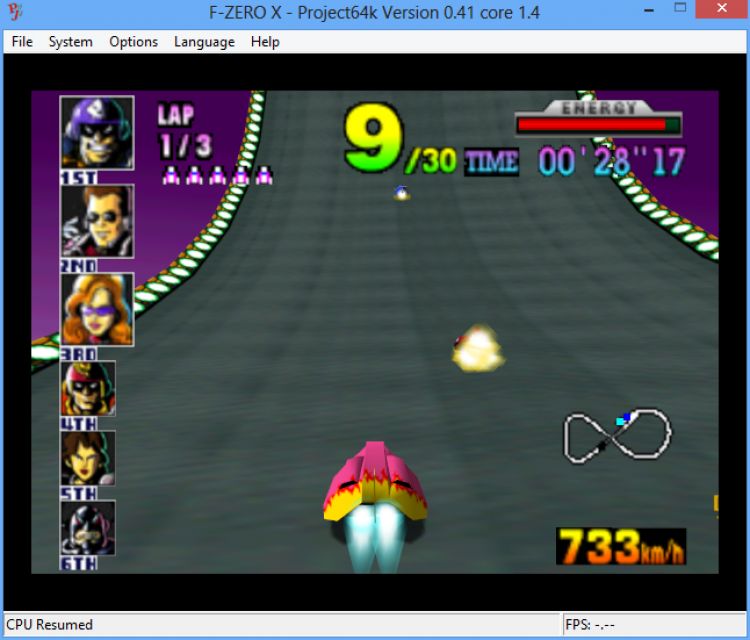 F-ZERO X - Project64k Version 0.41 core 1.4
File System Options Language Help
LAP
1/3
9/30
TIME 00'28"17
ENERGY
1ST
2ND
3RD
4TH
5TH
6TH
733km/h
CPU Resumed
FPS: -.--